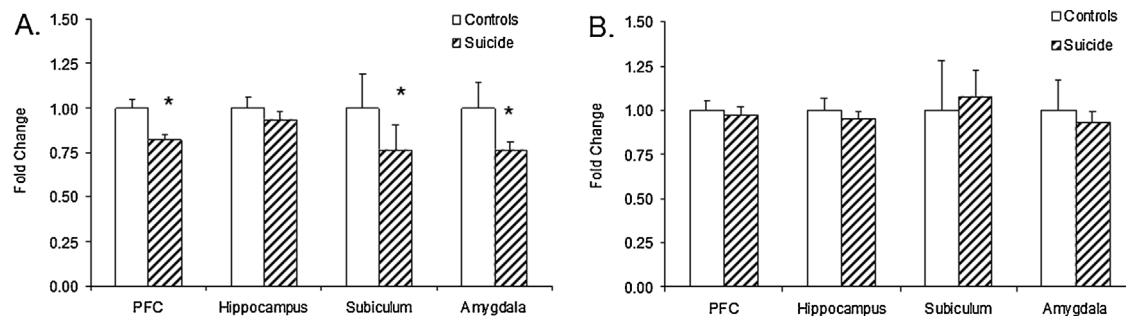 A.
1.50
1.25
1.00
0.75
0.50
0.25
0.00
Fold Change
Controls
Suicide
*
*
*
PFC Hippocampus Subiculum Amygdala
B.
1.50
1.25
1.00
0.75
0.50
0.25
0.00
Fold Change
Controls
Suicide
PFC Hippocampus Subiculum Amygdala